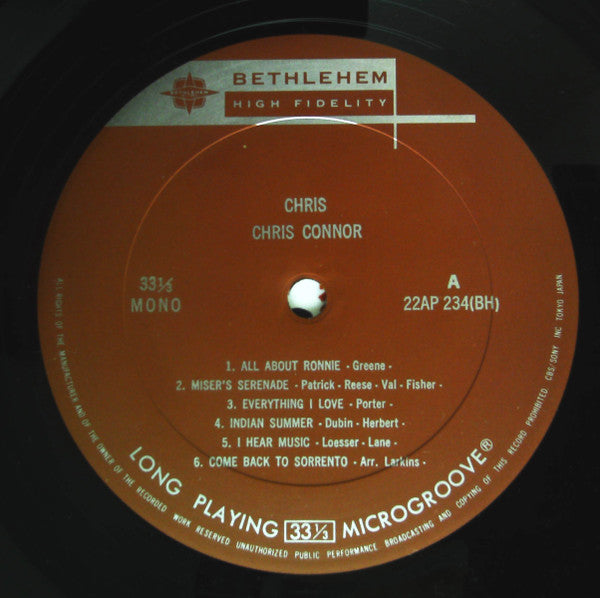 BETHLEHEM
BETHLEHEM
HIGH FIDELITY
CHRIS
CHRIS CONNOR
33⅓
MONO
A
22AP 234(BH)
1. ALL ABOUT RONNIE - Greene -
2. MISER'S SERENADE - Patrick - Reese - Val - Fisher -
3. EVERYTHING I LOVE - Porter -
4. INDIAN SUMMER - Dubin - Herbert -
5. I HEAR MUSIC - Loesser - Lane -
6. COME BACK TO SORRENTO - Arr. Larkins -
LONG PLAYING 33⅓ MICROGROOVE®
ALL RIGHTS OF THE MANUFACTURER AND OF THE OWNER OF THE RECORDED WORK RESERVED UNAUTHORIZED PUBLIC PERFORMANCE BROADCASTING AND COPYING OF THIS RECORD PROHIBITED CBS/SONY INC TOKYO JAPAN